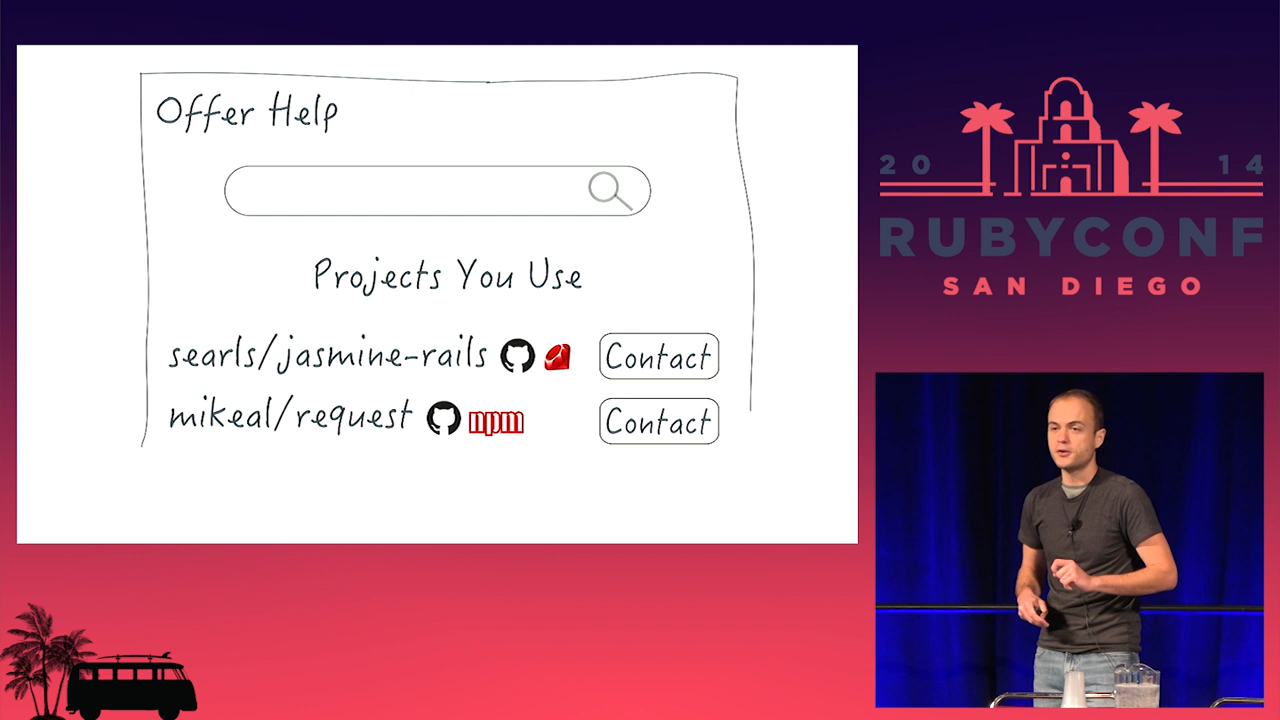 Offer Help
Projects You Use
searls/jasmine-rails Contact
mikeal/request npm Contact
20 14
RUBYCONF
SAN DIEGO